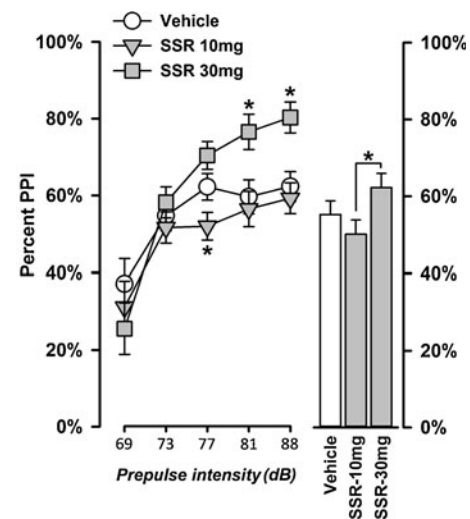 Vehicle
SSR 10mg
SSR 30mg
100%
80%
60%
40%
20%
0%
Percent PPI
* *
*
69 73 77 81 88
Prepulse intensity (dB)
100%
80%
60%
40%
20%
0%
*
Vehicle
SSR-10mg
SSR-30mg